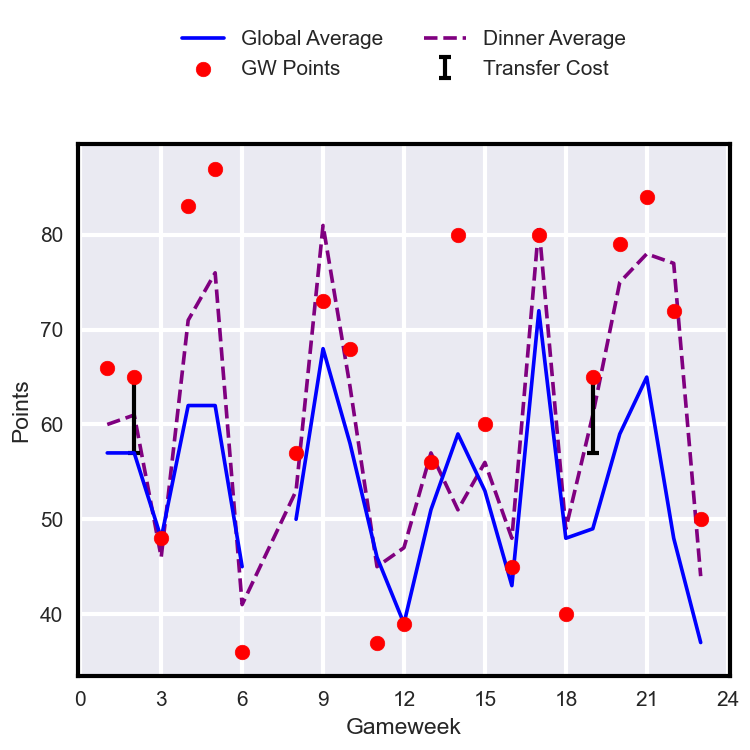 Global Average Dinner Average
GW Points Transfer Cost
80
70
60
50
40
Points
0 3 6 9 12 15 18 21 24
Gameweek